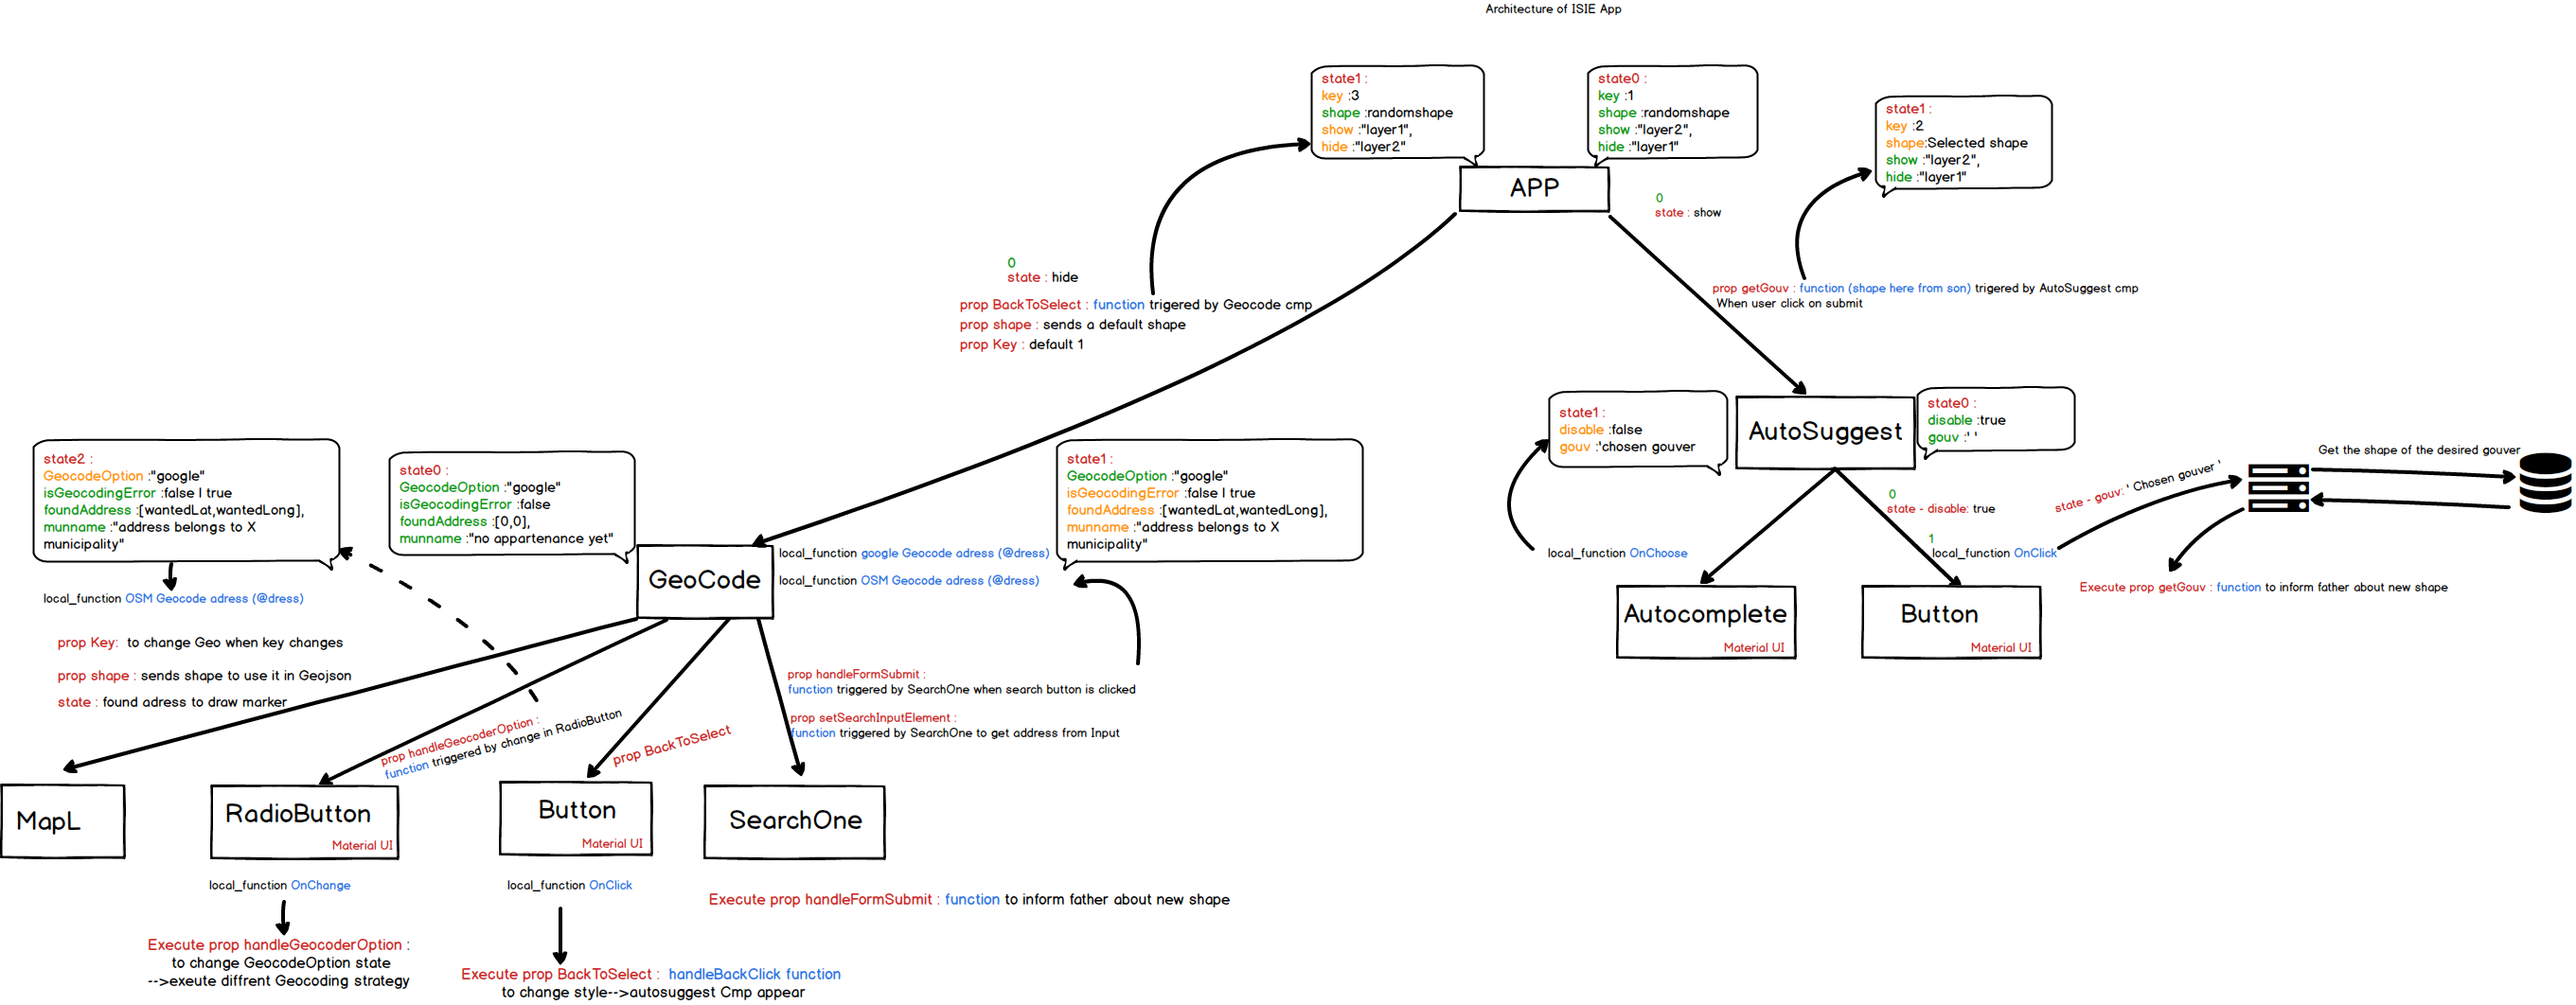 Architecture of ISIE App
state1 :
key :3
shape :randomshape
show :"layer1",
hide :"layer2"
state0 :
key :1
shape :randomshape
show :"layer2",
hide :"layer1"
state1 :
key :2
shape:Selected shape
show :"layer2",
hide :"layer1"
APP
0
state : show
0
state : hide
prop BackToSelect : function trigered by Geocode cmp
prop shape : sends a default shape
prop Key : default 1
prop getGouv : function (shape here from son) trigered by AutoSuggest cmp
When user click on submit
state1 :
disable :false
gouv :'chosen gouver
AutoSuggest
state0 :
disable :true
gouv :' '
Get the shape of the desired gouver
state - gouv: ' Chosen gouver '
0
state - disable: true
1
local_function OnClick
local_function OnChoose
Execute prop getGouv : function to inform father about new shape
Autocomplete
Material UI
Button
Material UI
state2 :
GeocodeOption :"google"
isGeocodingError :false | true
foundAddress :[wantedLat,wantedLong],
munname :"address belongs to X
municipality"
state0 :
GeocodeOption :"google"
isGeocodingError :false
foundAddress :[0,0],
munname :"no appartenance yet"
state1 :
GeocodeOption :"google"
isGeocodingError :false | true
foundAddress :[wantedLat,wantedLong],
munname :"address belongs to X
municipality"
GeoCode
local_function google Geocode adress (@dress)
local_function OSM Geocode adress (@dress)
local_function OSM Geocode adress (@dress)
prop Key: to change Geo when key changes
prop shape : sends shape to use it in Geojson
state : found adress to draw marker
prop handleGeocoderOption :
function triggered by change in RadioButton
prop BackToSelect
prop handleFormSubmit :
function triggered by SearchOne when search button is clicked
prop setSearchInputElement :
function triggered by SearchOne to get address from Input
MapL
RadioButton
Material UI
Button
Material UI
SearchOne
local_function OnChange
local_function OnClick
Execute prop handleFormSubmit : function to inform father about new shape
Execute prop handleGeocoderOption :
to change GeocodeOption state
-->exeute diffrent Geocoding strategy
Execute prop BackToSelect : handleBackClick function
to change style-->autosuggest Cmp appear